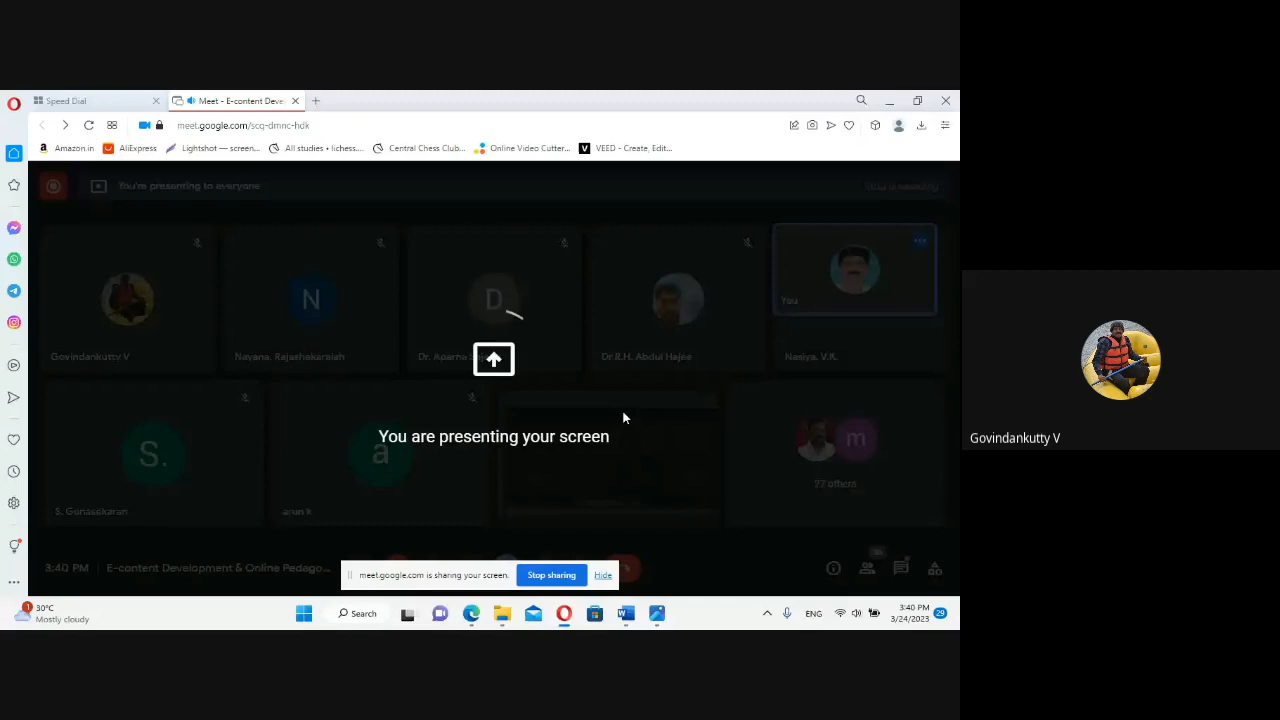 Speed Dial
Meet - E-content Deve
meet.google.com/scq-dmnc-hdk
Amazon.in
AliExpress
Lightshot — screen...
All studies • lichess....
Central Chess Club...
Online Video Cutter...
VEED - Create, Edit...
You're presenting to everyone
Stop presenting
N
D
You
Govindankutty V
Nayana. Rajashekaraiah
Dr. Aparna
Dr.R.H. Abdul Hajee
Nasiya. V.K.
You are presenting your screen
S.
a
m
27 others
S. Gunasekaran
arun k
3:40 PM | E-content Development & Online Pedago...
meet.google.com is sharing your screen.
Stop sharing
Hide
1
30°C
Mostly cloudy
Search
ENG
3:40 PM
3/24/2023
29
Govindankutty V